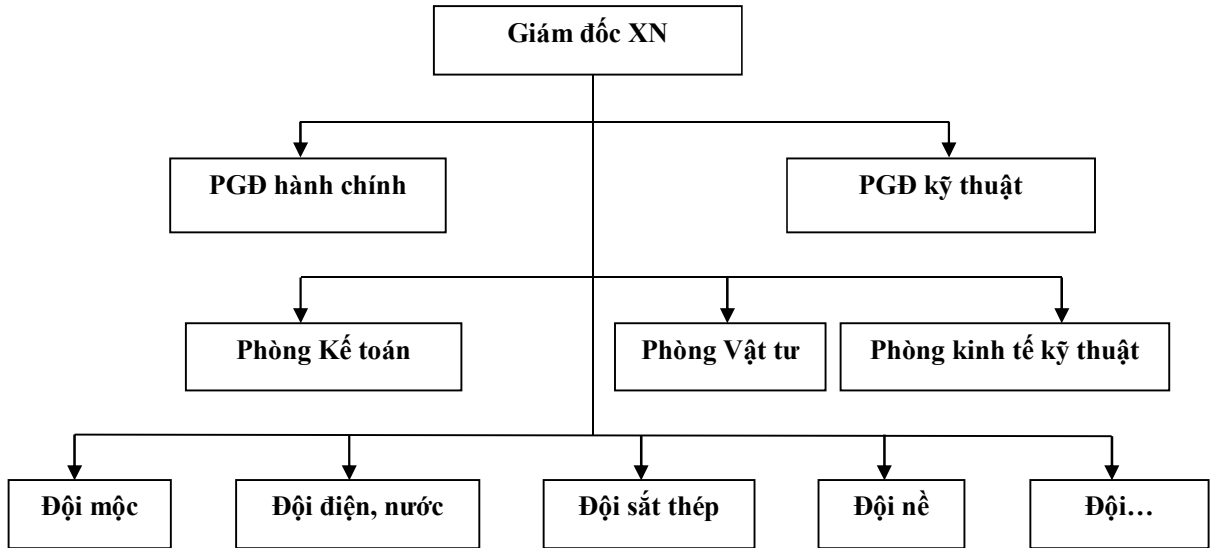 Giám đốc XN
PGĐ hành chính
PGĐ kỹ thuật
Phòng Kế toán
Phòng Vật tư
Phòng kinh tế kỹ thuật
Đội mộc
Đội điện, nước
Đội sắt thép
Đội nề
Đội…